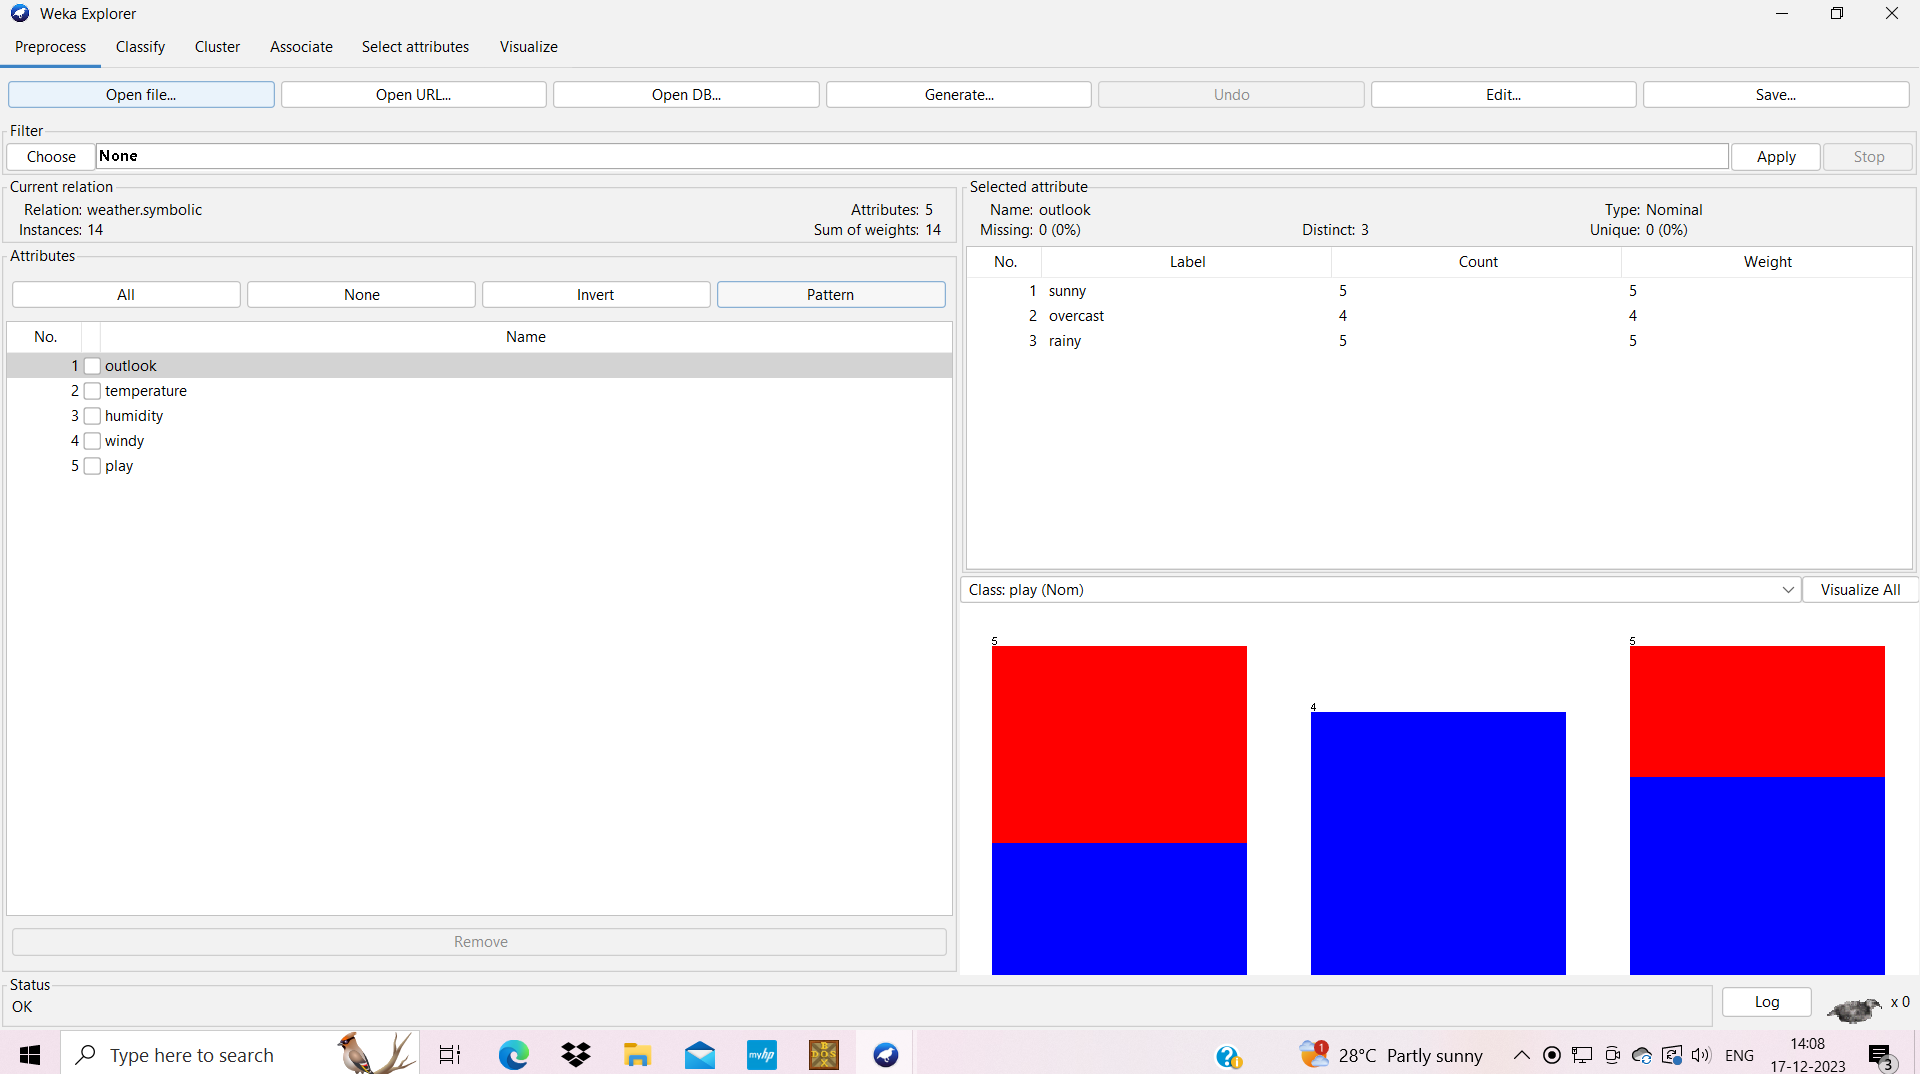 Weka Explorer
Preprocess Classify Cluster Associate Select attributes Visualize
Open file... Open URL... Open DB... Generate... Undo Edit... Save...
Filter
Choose None Apply Stop
Current relation
Relation: weather.symbolic Attributes: 5
Instances: 14 Sum of weights: 14
Attributes
All None Invert Pattern
No. Name
1 outlook
2 temperature
3 humidity
4 windy
5 play
Remove
Selected attribute
Name: outlook Type: Nominal
Missing: 0 (0%) Distinct: 3 Unique: 0 (0%)
No. Label Count Weight
1 sunny 5 5
2 overcast 4 4
3 rainy 5 5
Class: play (Nom) Visualize All
5 5
4
Status
OK
Log x 0
Type here to search
myhp
BOX
DOS
1
28°C Partly sunny
ENG
14:08
17-12-2023
3